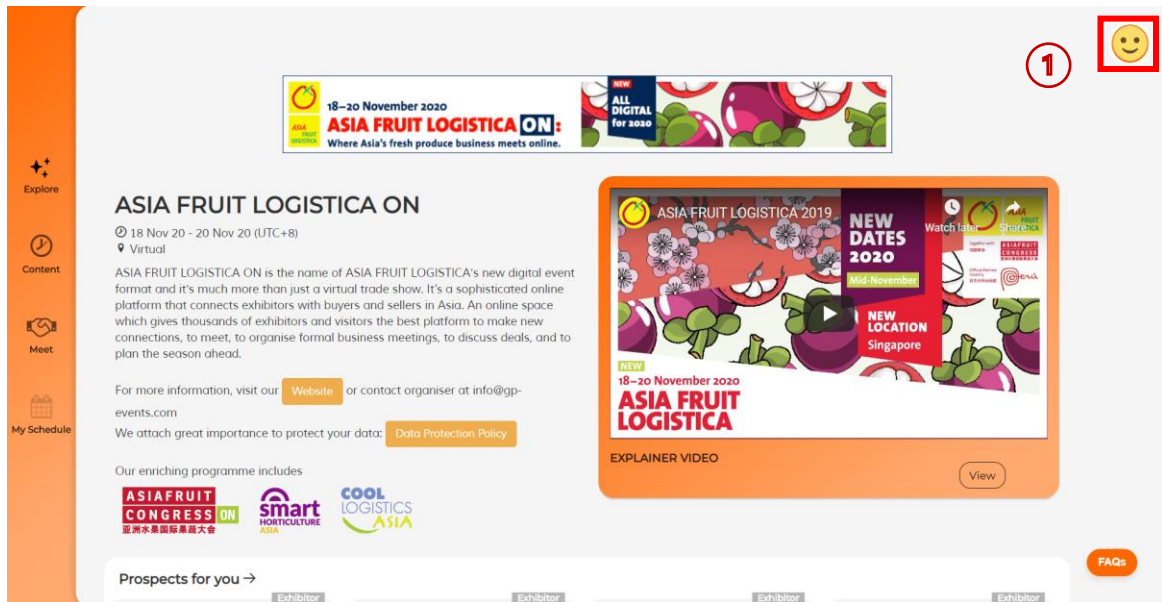 ①
18–20 November 2020
ASIA FRUIT LOGISTICA ON:
Where Asia's fresh produce business meets online.
ASIA
FRUIT
LOGISTICA
NEW
ALL
DIGITAL
for 2020
Explore
Content
Meet
My Schedule
ASIA FRUIT LOGISTICA ON
18 Nov 20 - 20 Nov 20 (UTC+8)
Virtual
ASIA FRUIT LOGISTICA ON is the name of ASIA FRUIT LOGISTICA's new digital event
format and it's much more than just a virtual trade show. It's a sophisticated online
platform that connects exhibitors with buyers and sellers in Asia. An online space
which gives thousands of exhibitors and visitors the best platform to make new
connections, to meet, to organise formal business meetings, to discuss deals, and to
plan the season ahead.
For more information, visit our Website or contact organiser at info@gp-
events.com
We attach great importance to protect your data: Data Protection Policy
Our enriching programme includes
ASIAFRUIT
CONGRESS ON
亚洲水果国际果蔬大会
smart
HORTICULTURE
ASIA
COOL
LOGISTICS
ASIA
ASIA FRUIT LOGISTICA 2019
Watch later
Share
NEW
DATES
2020
Mid-November
NEW
LOCATION
Singapore
ASIA
FRUIT
ASIAFRUIT
CONGRESS
Perú
NEW
18–20 November 2020
ASIA FRUIT
LOGISTICA
EXPLAINER VIDEO
View
FAQs
Prospects for you →
Exhibitor
Exhibitor
Exhibitor
Exhibitor